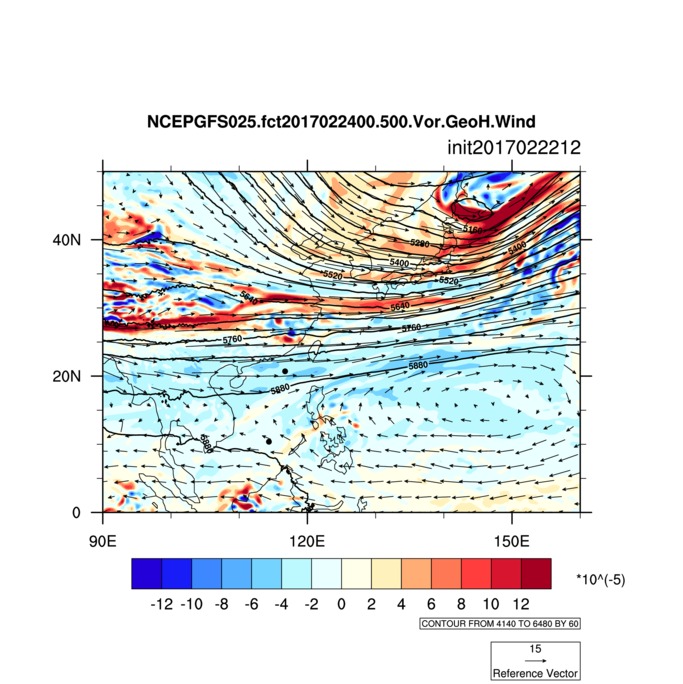 NCEPGFS025.fct2017022400.500.Vor.GeoH.Wind
init2017022212
5160
5280
5400
5400
5520
5520
5640
5640
5760
5760
5880
5880
5880
40N
20N
0
90E 120E 150E
-12 -10 -8 -6 -4 -2 0 2 4 6 8 10 12
*10^(-5)
CONTOUR FROM 4140 TO 6480 BY 60
15
Reference Vector